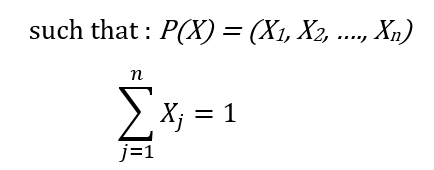 such that : P(X) = (X₁, X₂, ...., Xₙ)
n
∑ Xⱼ = 1
j=1